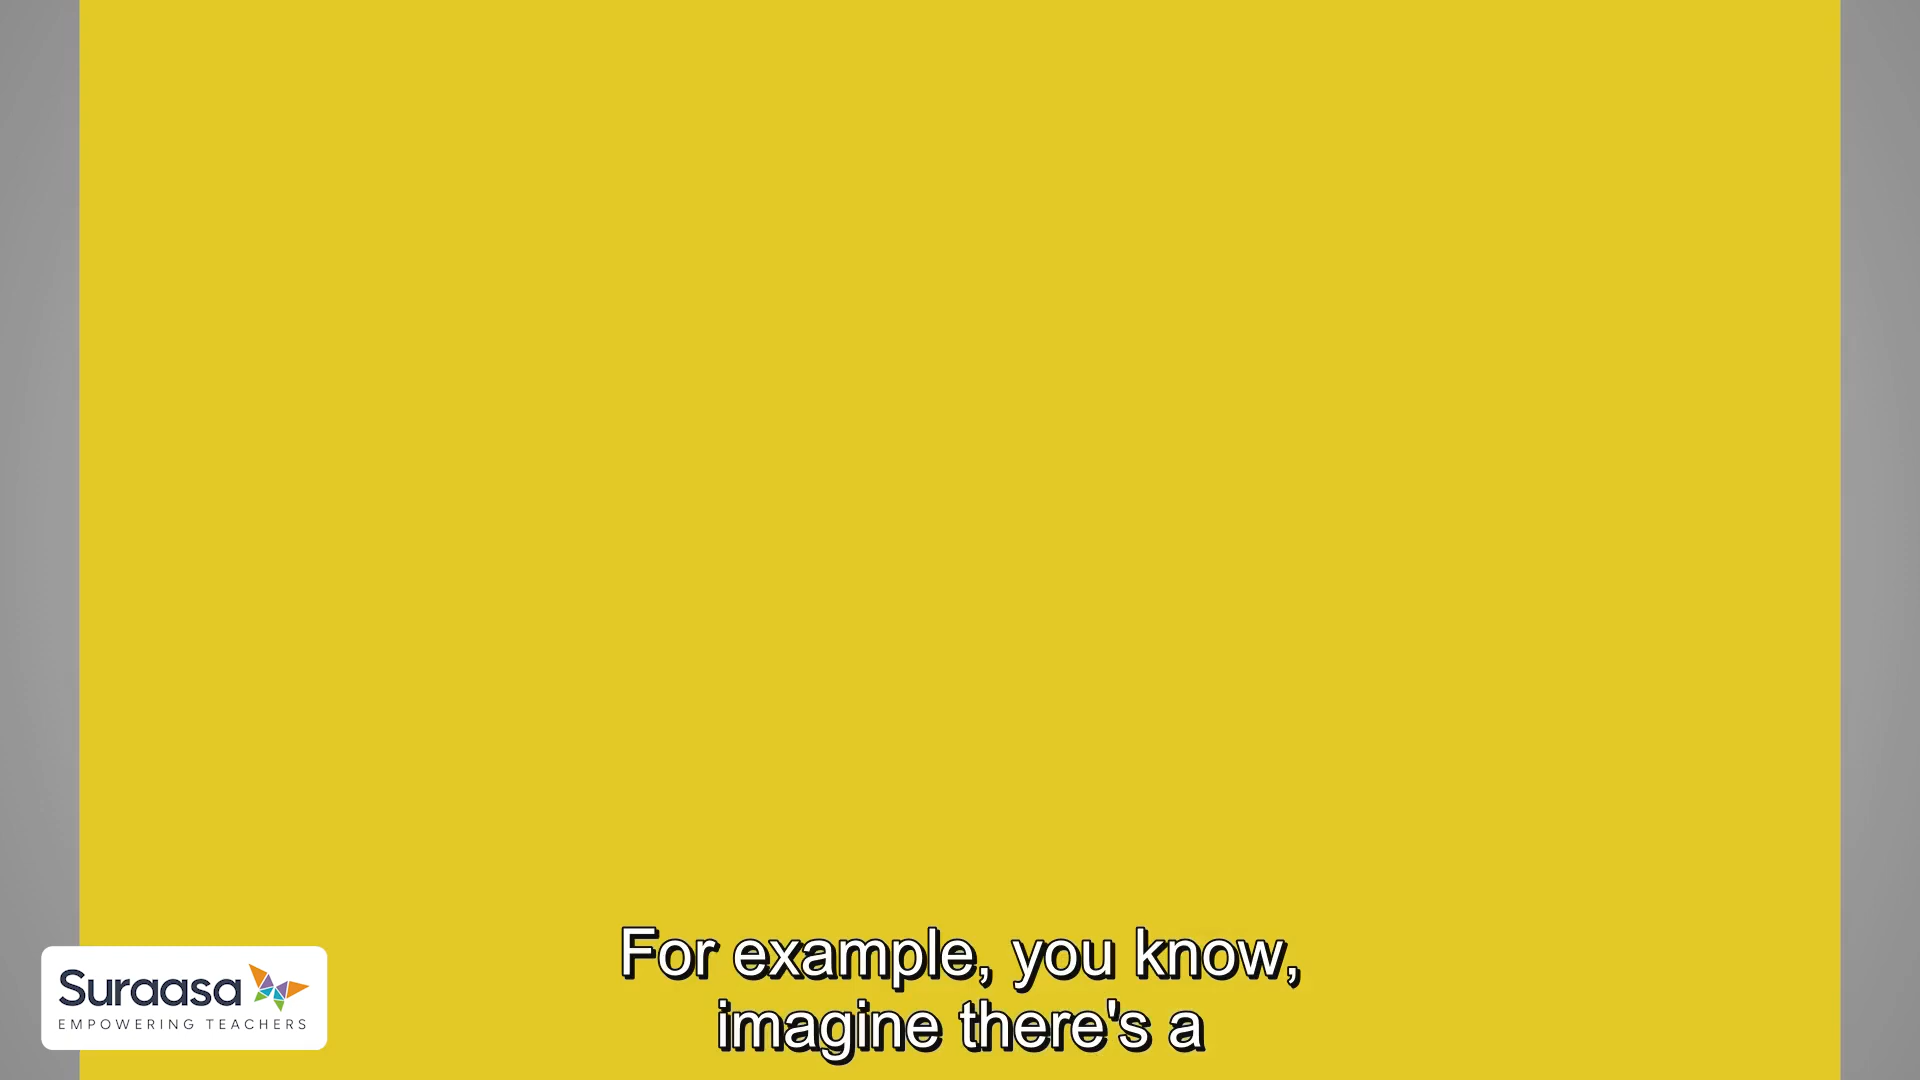 For example, you know,
imagine there's a
Suraasa
EMPOWERING TEACHERS